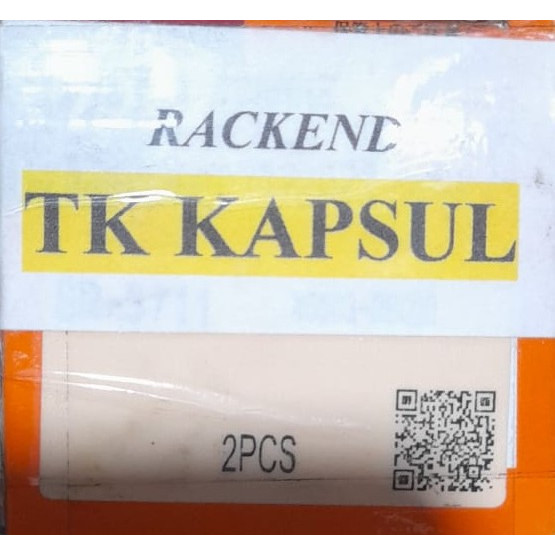 RACKEND
TK KAPSUL
2PCS